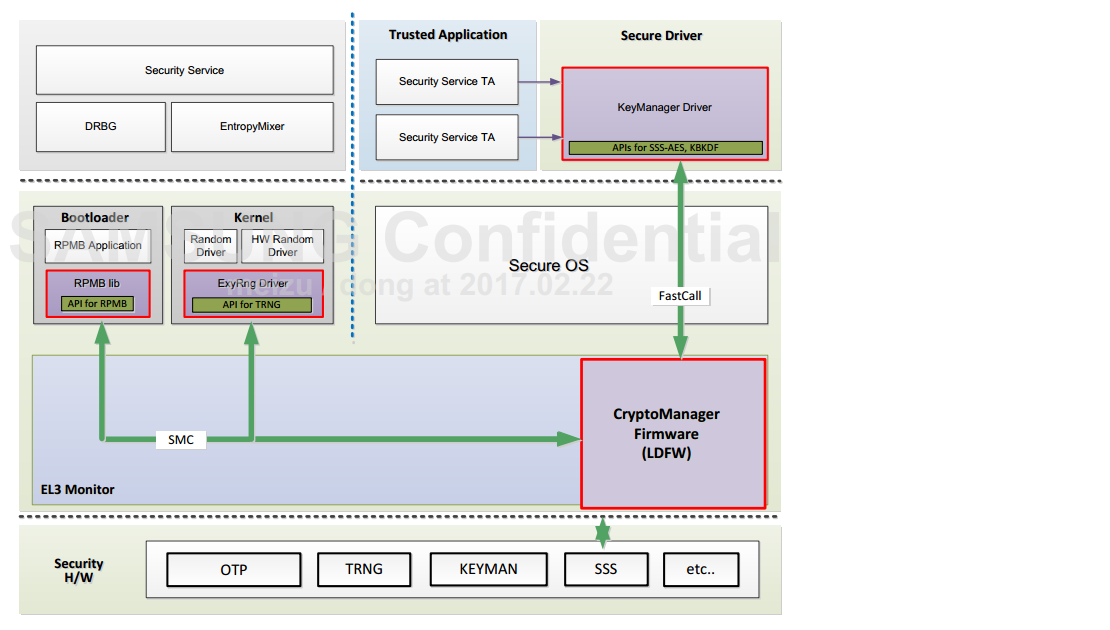 Security Service
DRBG
EntropyMixer
Trusted Application
Security Service TA
Security Service TA
Secure Driver
KeyManager Driver
APIs for SSS-AES, KBKDF
Bootloader
RPMB Application
RPMB lib
API for RPMB
Kernel
Random
Driver
HW Random
Driver
ExyRng Driver
API for TRNG
SAMSUNG Confidential
dong at 2017.02.22
Secure OS
FastCall
SMC
CryptoManager
Firmware
(LDFW)
EL3 Monitor
Security
H/W
OTP
TRNG
KEYMAN
SSS
etc..